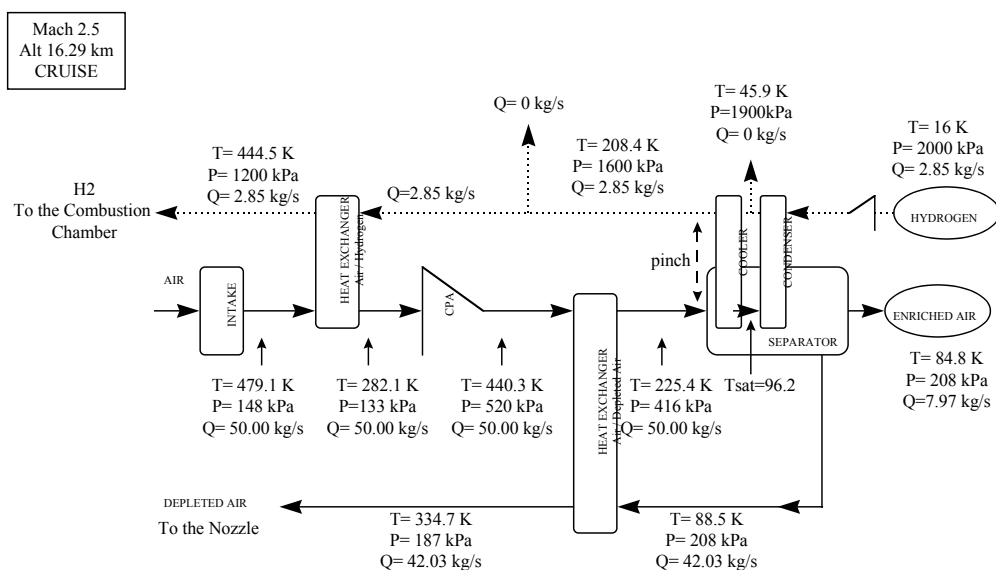 Mach 2.5
Alt 16.29 km
CRUISE
Q= 0 kg/s
T= 45.9 K
P=1900kPa
Q= 0 kg/s
T= 16 K
P= 2000 kPa
Q= 2.85 kg/s
T= 444.5 K
P= 1200 kPa
Q= 2.85 kg/s
T= 208.4 K
P= 1600 kPa
Q= 2.85 kg/s
Q=2.85 kg/s
H2
To the Combustion
Chamber
HYDROGEN
HEAT EXCHANGER
Air / Hydrogen
pinch
COOLER
CONDENSER
AIR
INTAKE
CPA
HEAT EXCHANGER
Air / Depleted Air
SEPARATOR
ENRICHED AIR
T= 84.8 K
P= 208 kPa
Q=7.97 kg/s
T= 479.1 K
P= 148 kPa
Q= 50.00 kg/s
T= 282.1 K
P=133 kPa
Q= 50.00 kg/s
T= 440.3 K
P= 520 kPa
Q= 50.00 kg/s
T= 225.4 K
P= 416 kPa
Q= 50.00 kg/s
Tsat=96.2
DEPLETED AIR
To the Nozzle
T= 334.7 K
P= 187 kPa
Q= 42.03 kg/s
T= 88.5 K
P= 208 kPa
Q= 42.03 kg/s